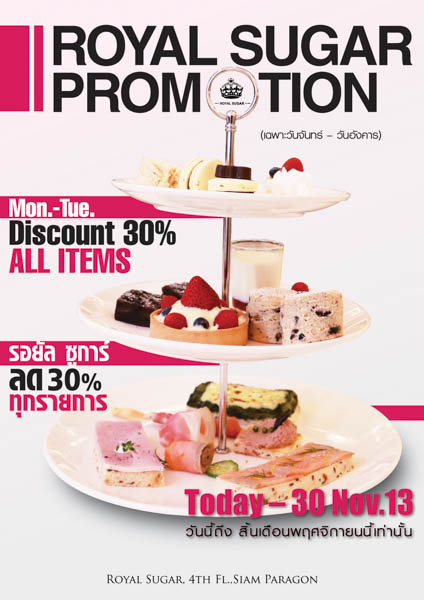 ROYAL SUGAR
PROMOTION
ROYAL SUGAR
(เฉพาะวันจันทร์ - วันอังคาร)
Mon.-Tue.
Discount 30%
ALL ITEMS
รอยัล ชูการ์
ลด 30%
ทุกรายการ
Today – 30 Nov.13
วันนี้ถึง สิ้นเดือนพฤศจิกายนนี้เท่านั้น
ROYAL SUGAR, 4TH FL.,SIAM PARAGON